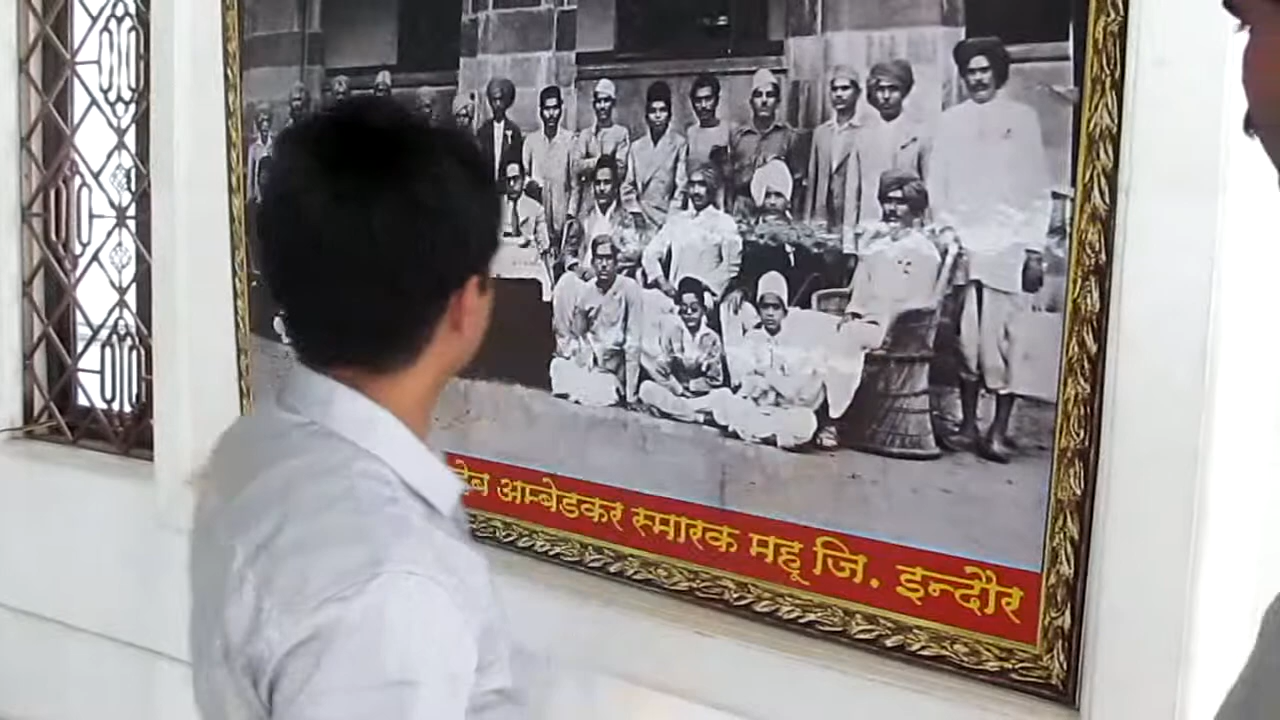 अम्बेडकर स्मारक महू जि. इन्दौर